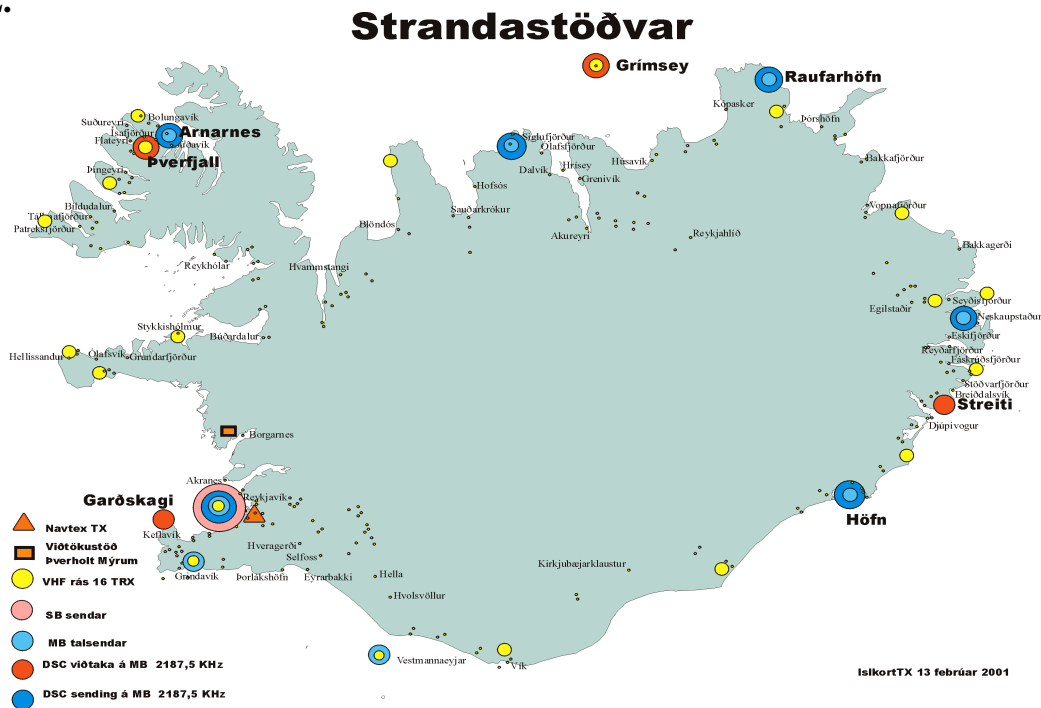 Strandastöðvar
Grímsey
Raufarhöfn
Kópasker
Þórshöfn
Bolungavík
Suðureyri
Ísafjörður
Arnarnes
Flateyri
Þverfjall
Siglufjörður
Ólafsfjörður
Hrísey
Dalvík
Grenivík
Húsavík
Bakkafjörður
Þingeyri
Hofsós
Bíldudalur
Sauðárkrókur
Vopnafjörður
Patreksfjörður
Blöndós
Akureyri
Reykjahlíð
Bakkagerði
Reykhólar
Hvammstangi
Seyðisfjörður
Egilstaðir
Neskaupstaður
Stykkishólmur
Búðardalur
Eskifjörður
Hellissandur
Ólafsvík
Grundarfjörður
Reyðarfjörður
Fáskrúðsfjörður
Stöðvarfjörður
Breiðdalsvík
Streiti
Djúpivogur
Borgarnes
Akranes
Garðskagi
Reykjavík
Höfn
Keflavík
Hveragerði
Selfoss
Kirkjubæjarklaustur
Grindavík
Þorlákshöfn
Eyrarbakki
Hella
Hvolsvöllur
Vestmannaeyjar
Vík
Navtex TX
Viðtökustöð
Þverholt Mýrum
VHF rás 16 TRX
SB sendar
MB talsendar
DSC viðtaka á MB 2187,5 KHz
DSC sending á MB 2187,5 KHz
IslkortTX 13 febrúar 2001